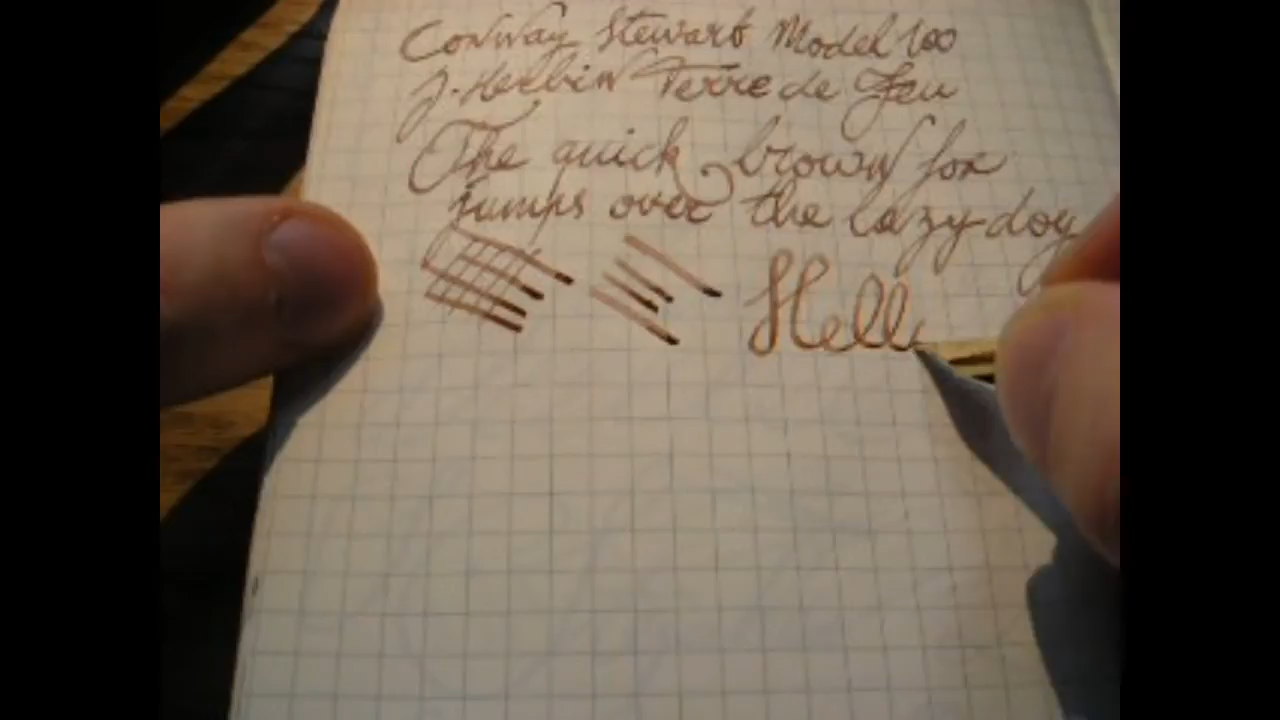 Conway Stewart Model 100
J. Herbin Terre de Feu
The quick brown fox
jumps over the lazy dog
Hell